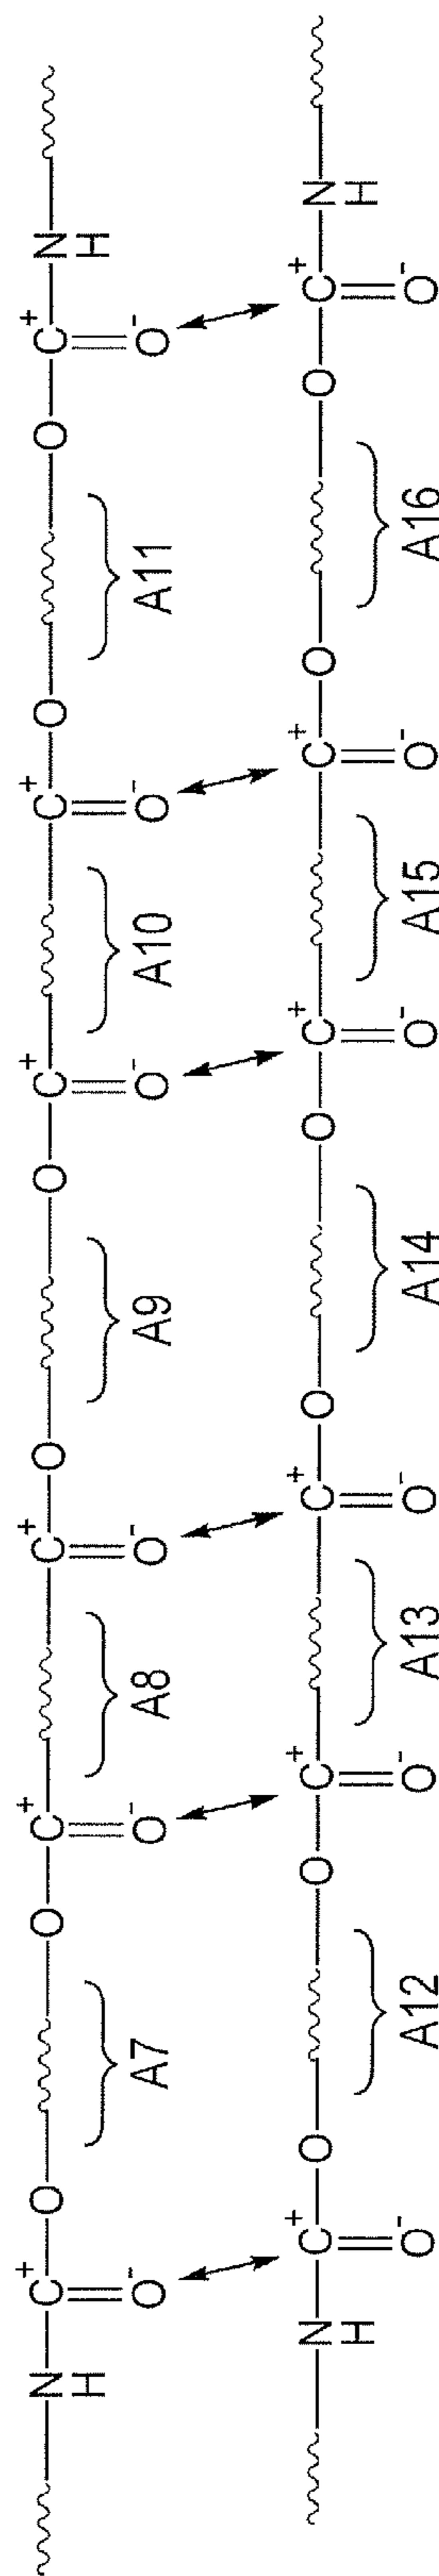 + + + + + +
N C O O C C O O C C O O C N
H H
O- O- O- O- O- O-
A7 A8 A9 A10 A11
+ + + + + +
N C O O C C O O C C O O C N
H H
O- O- O- O- O- O-
A12 A13 A14 A15 A16